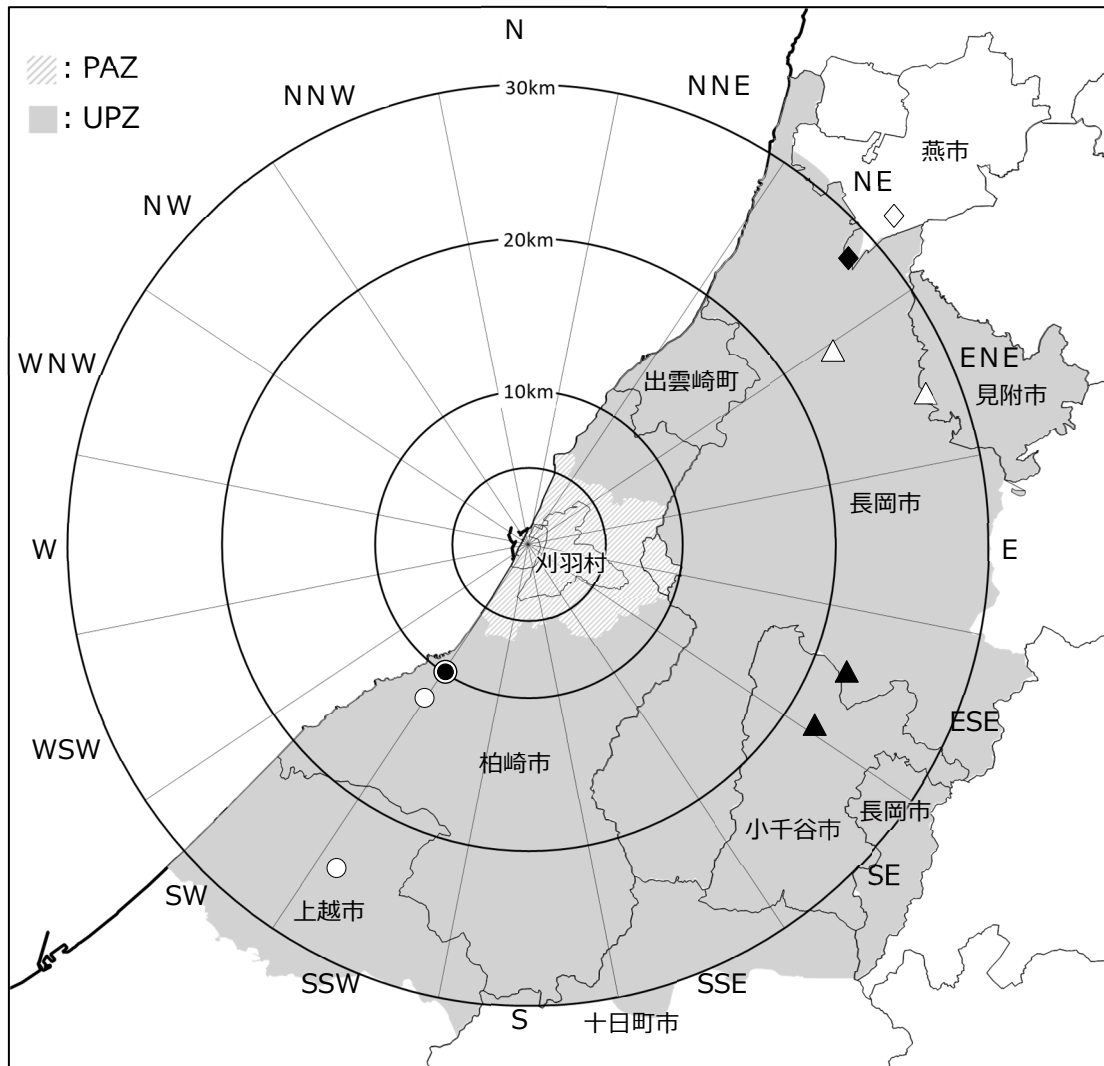 N
: PAZ
: UPZ
NNW
30km
NNE
燕市
NE
NW
20km
WNW
ENE
出雲崎町
見附市
10km
長岡市
W
E
刈羽村
ESE
WSW
柏崎市
長岡市
小千谷市
SE
SW
上越市
SSW
SSE
S
十日町市